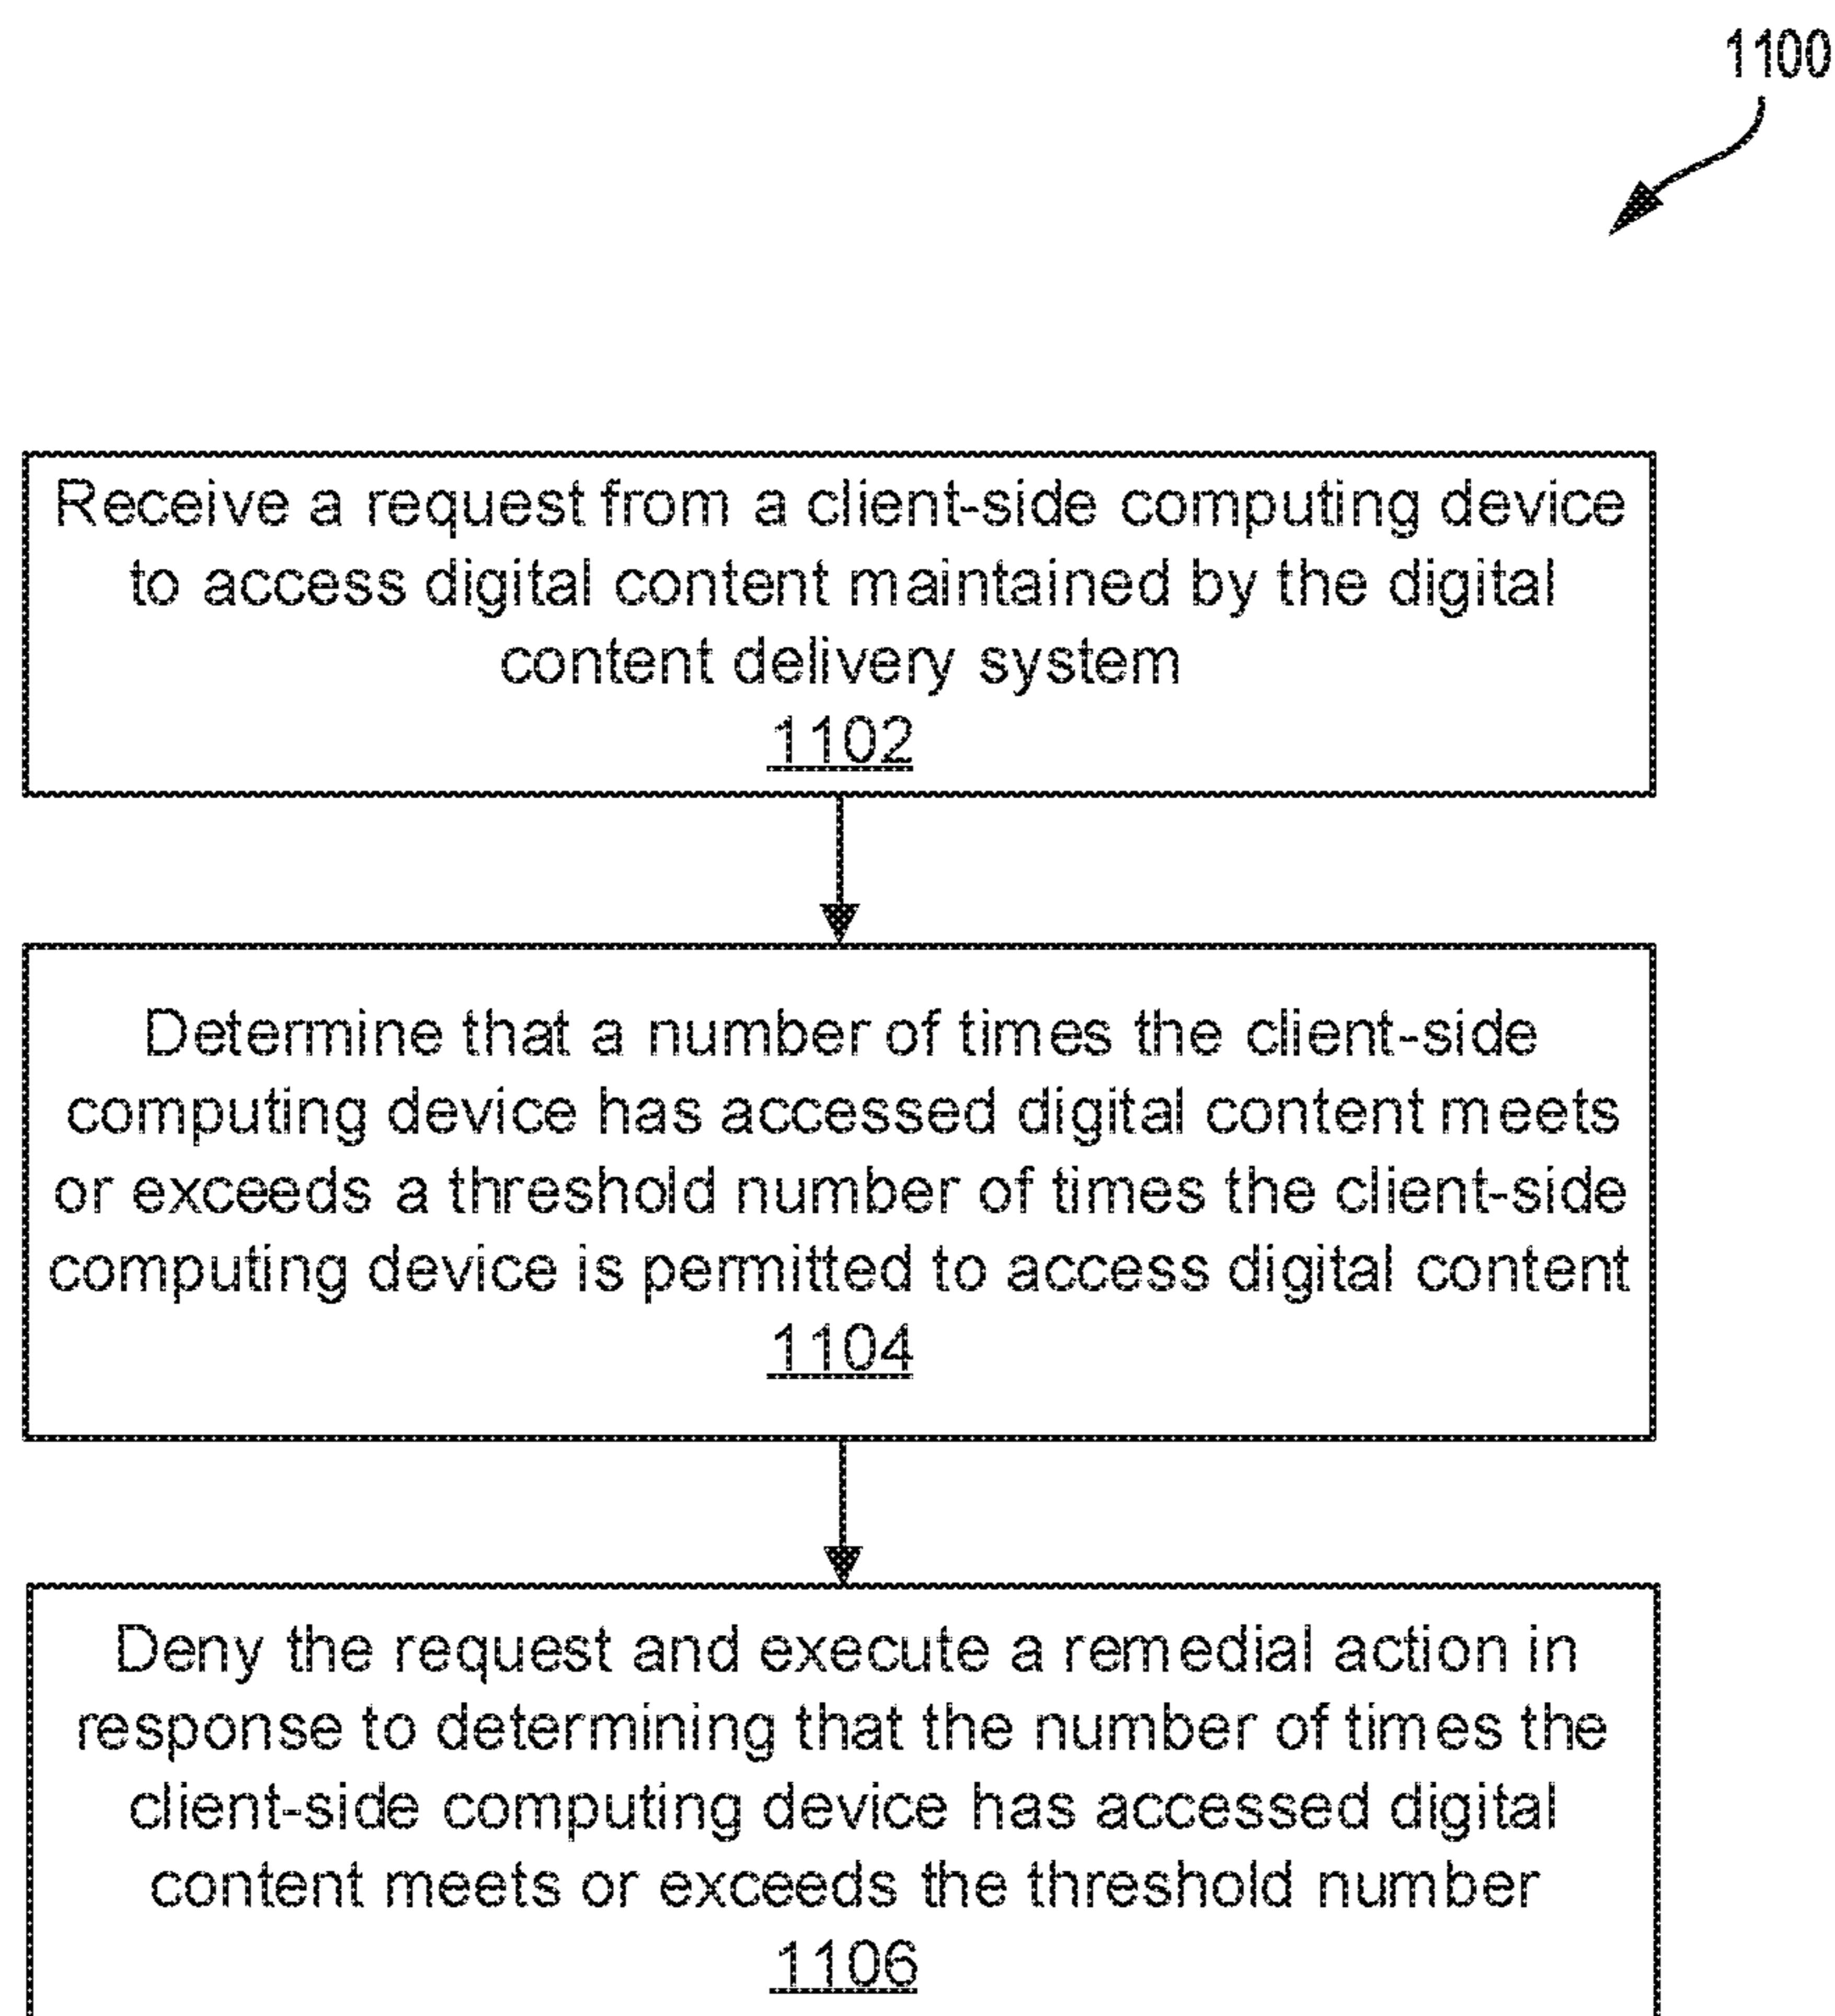 1100
Receive a request from a client-side computing device
to access digital content maintained by the digital
content delivery system
1102
Determine that a number of times the client-side
computing device has accessed digital content meets
or exceeds a threshold number of times the client-side
computing device is permitted to access digital content
1104
Deny the request and execute a remedial action in
response to determining that the number of times the
client-side computing device has accessed digital
content meets or exceeds the threshold number
1106